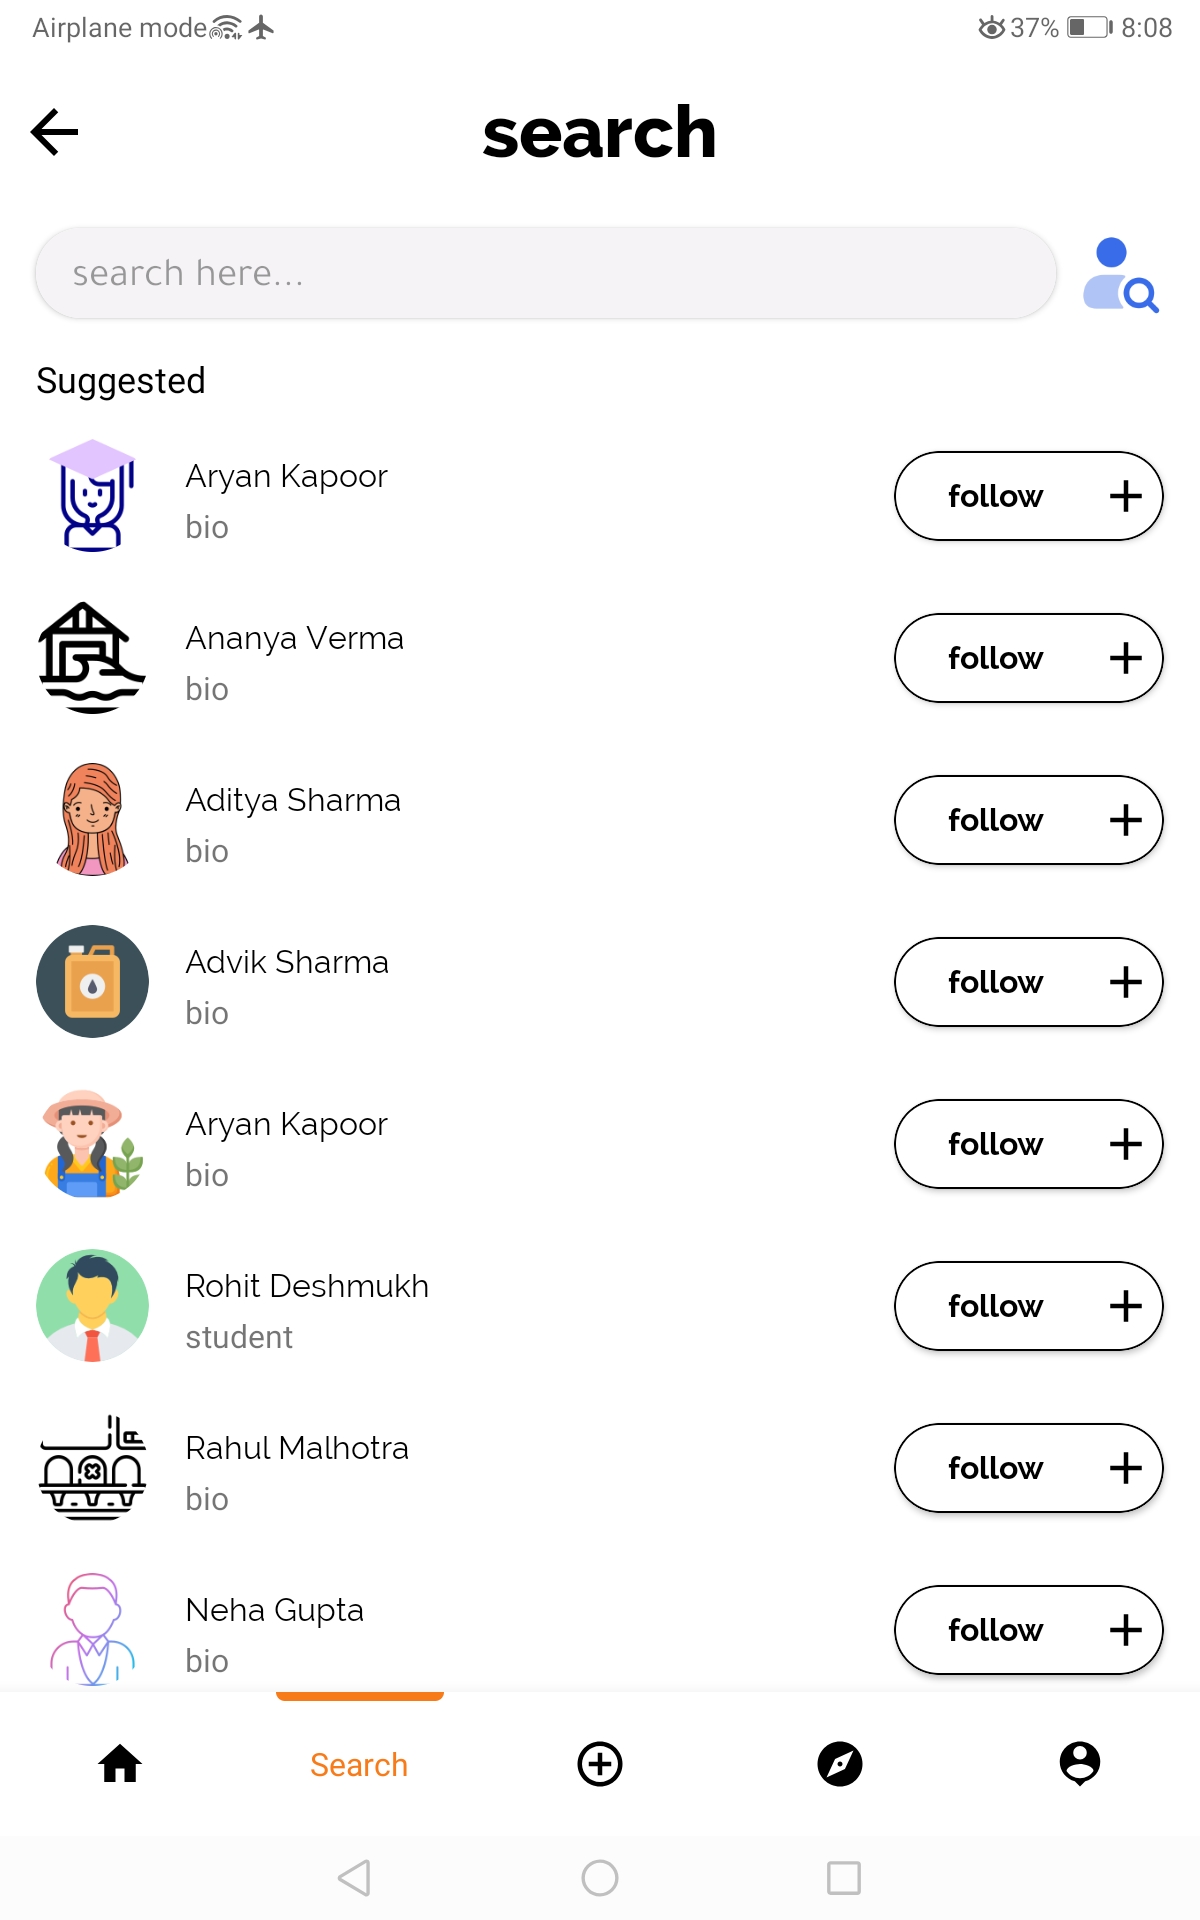 Airplane mode 37% 8:08
search
search here...
Suggested
Aryan Kapoor
bio
follow
Ananya Verma
bio
follow
Aditya Sharma
bio
follow
Advik Sharma
bio
follow
Aryan Kapoor
bio
follow
Rohit Deshmukh
student
follow
Rahul Malhotra
bio
follow
Neha Gupta
bio
follow
Search